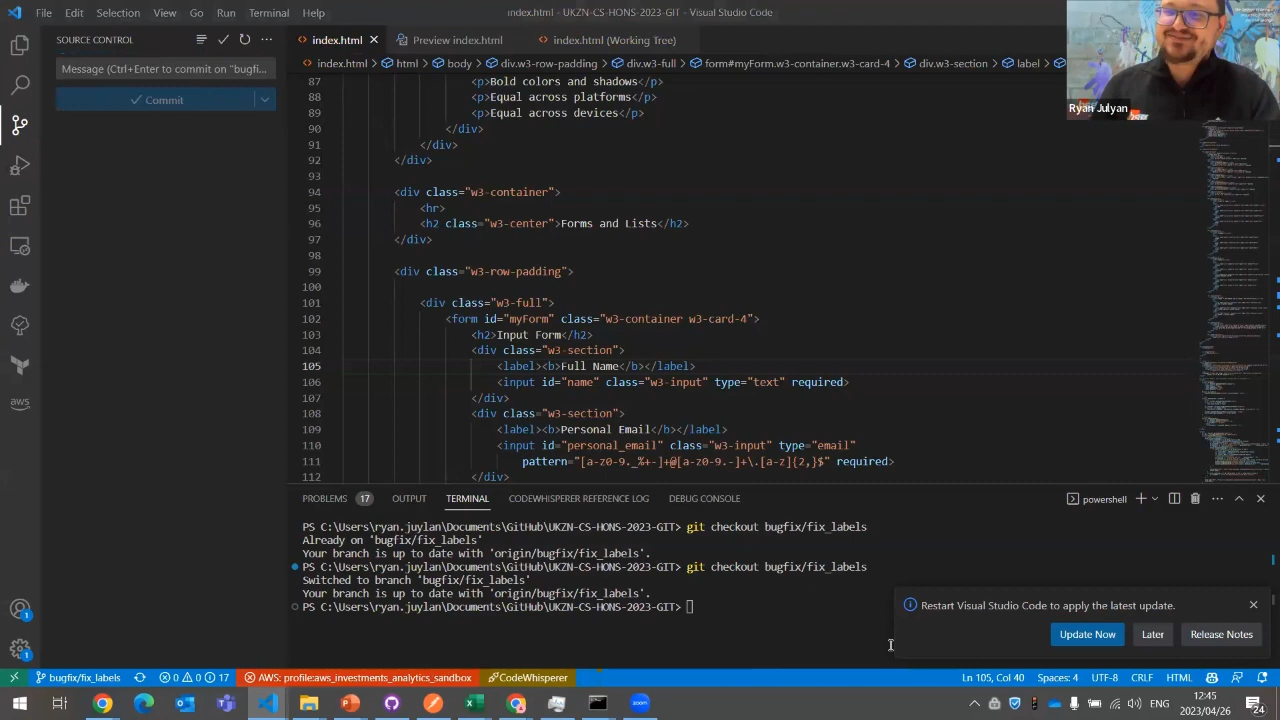 File Edit Selection View Go Run Terminal Help
index.html - UKZN-CS-HONS-2023-GIT - Visual Studio Code
SOURCE CONTROL
index.html
Preview index.html
index.html (Working Tree)
Message (Ctrl+Enter to commit on "bugfi...
index.html > html > body > div.w3-row-padding > div.w3-full > form#myForm.w3-container.w3-card-4 > div.w3-section > label >
Commit
87 <p>Bold colors and shadows</p>
88 <p>Equal across platforms</p>
89 <p>Equal across devices</p>
90 </div>
91 </div>
92 </div>
93
94 <div class="w3-container">
95 <hr>
96 <h2 class="w3-center">Forms and Lists</h2>
97 </div>
98
99 <div class="w3-row-padding">
100
101 <div class="w3-full">
102 <form id="myForm" class="w3-container w3-card-4">
103 <h2>Input Form</h2>
104 <div class="w3-section">
105 <label><b>Full Name</b></label>
106 "name" class="w3-input" type="text" required>
107 </div>
108 <div class="w3-section">
109 <label><b>Personal Email</b></label>
110 id="personal_email" class="w3-input" type="email"
111 required>
112 </div>
Ryan Julyan
PROBLEMS 17 OUTPUT TERMINAL CODEWHISPERER REFERENCE LOG DEBUG CONSOLE
powershell
PS C:\Users\ryan.juylan\Documents\GitHub\UKZN-CS-HONS-2023-GIT> git checkout bugfix/fix_labels
Already on 'bugfix/fix_labels'
Your branch is up to date with 'origin/bugfix/fix_labels'.
PS C:\Users\ryan.juylan\Documents\GitHub\UKZN-CS-HONS-2023-GIT> git checkout bugfix/fix_labels
Switched to branch 'bugfix/fix_labels'
Your branch is up to date with 'origin/bugfix/fix_labels'.
PS C:\Users\ryan.juylan\Documents\GitHub\UKZN-CS-HONS-2023-GIT>
Restart Visual Studio Code to apply the latest update.
Update Now Later Release Notes
AWS
1
1
bugfix/fix_labels 0 0 17 AWS: profile:aws_investments_analytics_sandbox CodeWhisperer Ln 105, Col 40 Spaces: 4 UTF-8 CRLF HTML
zoom
ENG
12:45
2023/04/26
24